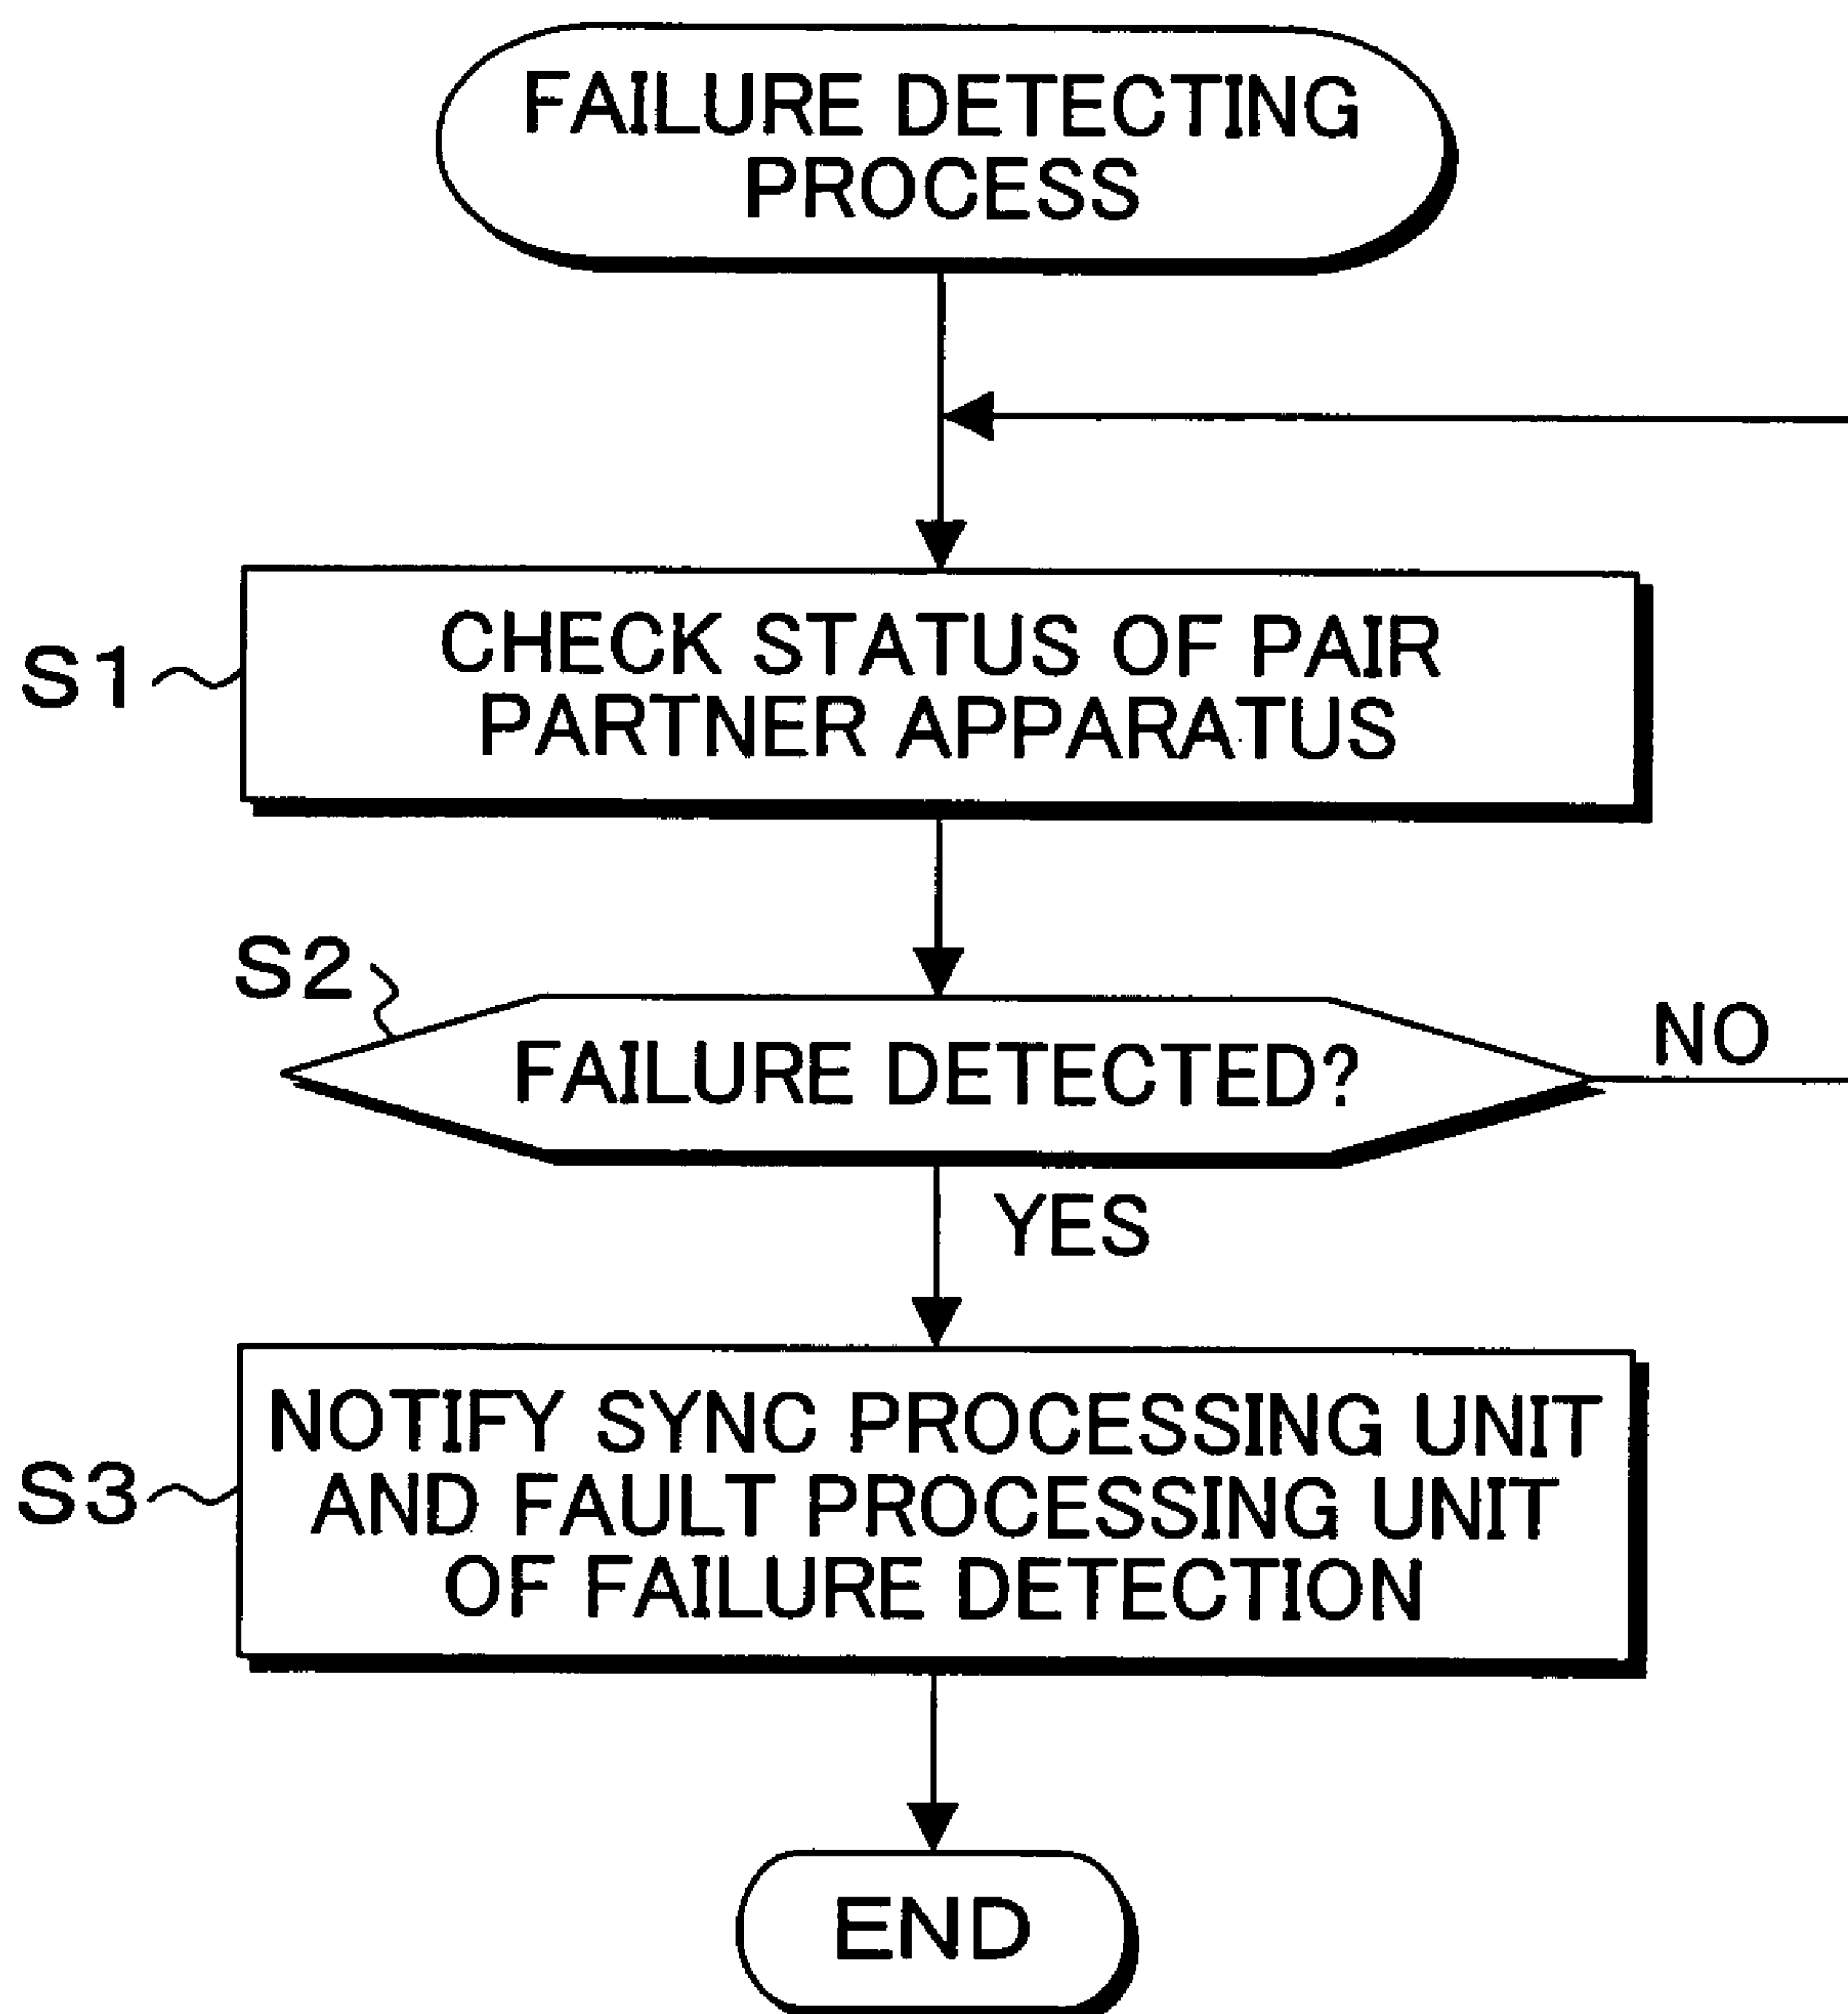 FAILURE DETECTING
PROCESS
S1
CHECK STATUS OF PAIR
PARTNER APPARATUS
S2
FAILURE DETECTED?
NO
YES
S3
NOTIFY SYNC PROCESSING UNIT
AND FAULT PROCESSING UNIT
OF FAILURE DETECTION
END